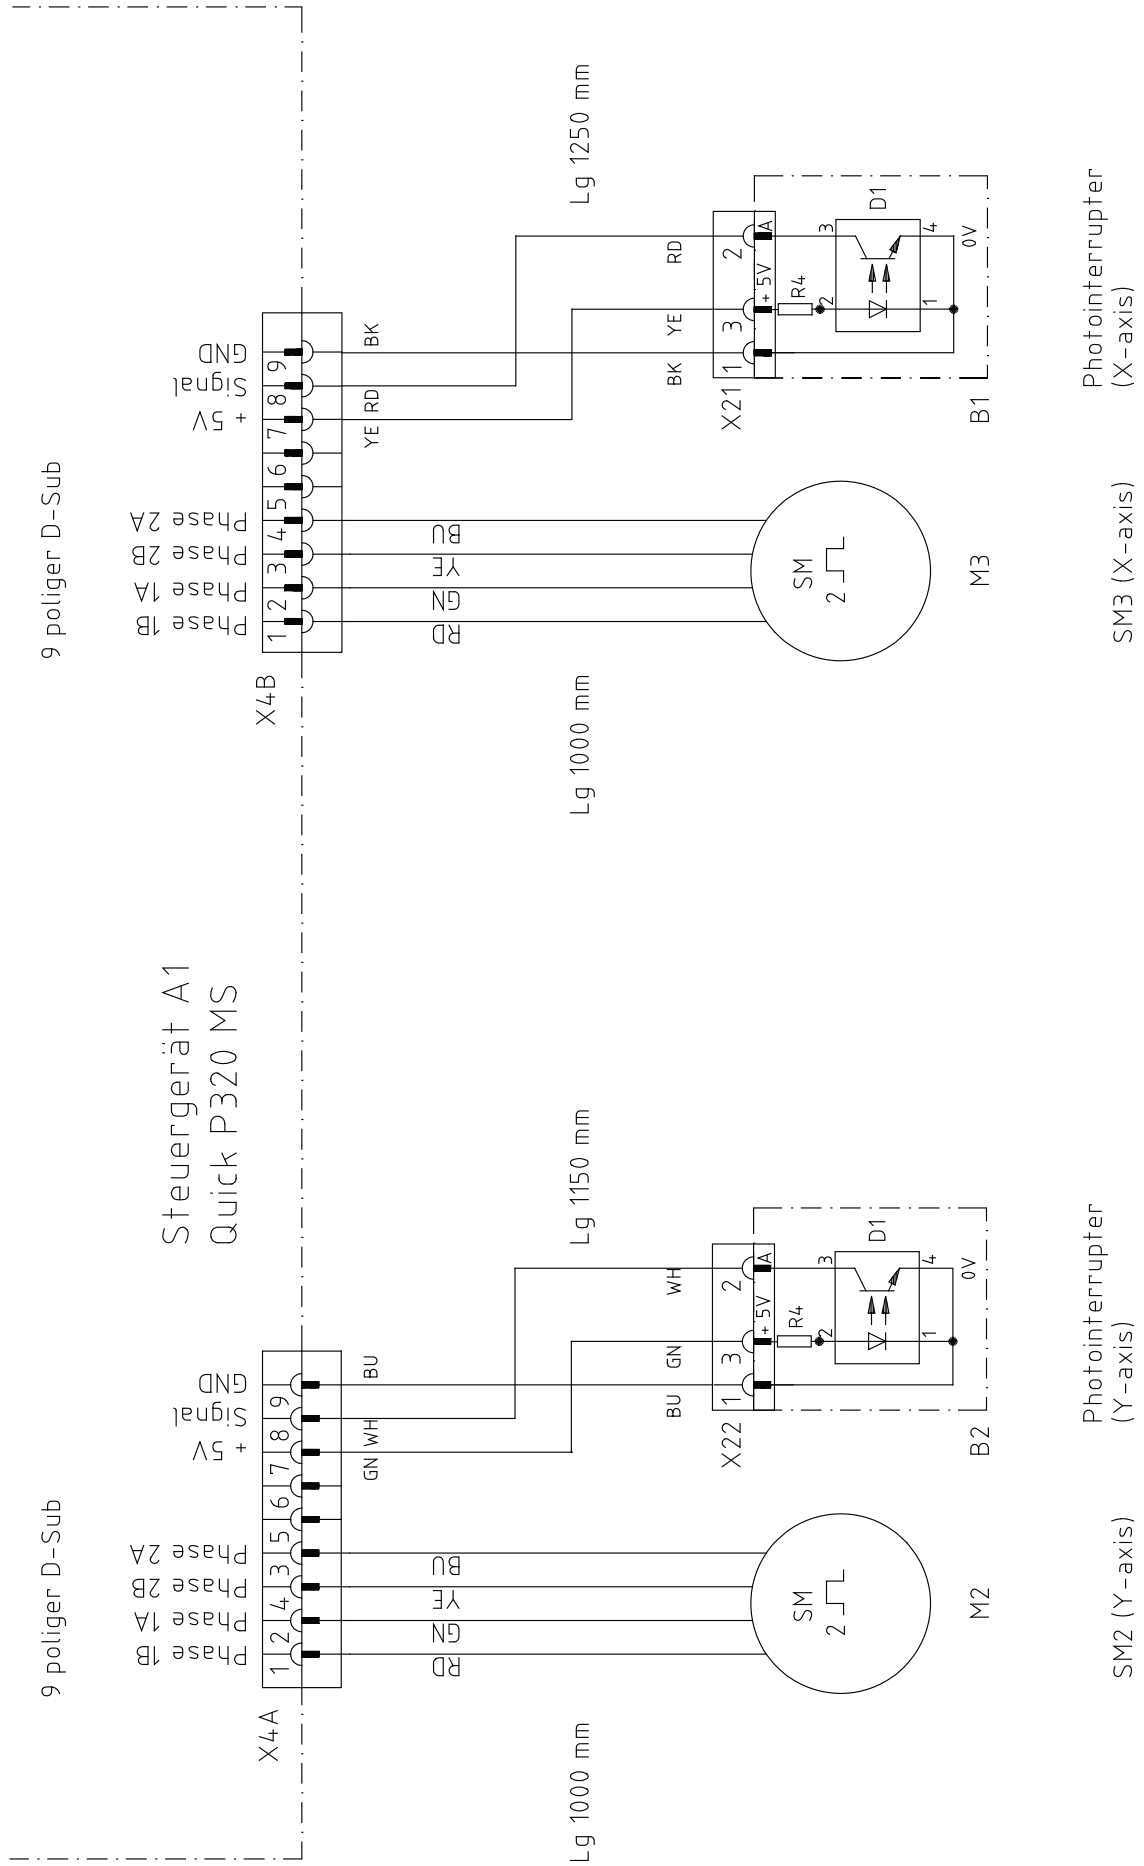 Steuergerät A1
Quick P320 MS
9 poliger D-Sub
X4A
1
2
4
3
5
6
7
8
9
Phase 1B
Phase 1A
Phase 2B
Phase 2A
+ 5V
Signal
GND
RD
GN
YE
BU
GN
WH
BU
Lg 1000 mm
Lg 1150 mm
SM
2
M2
SM2 (Y-axis)
BU
GN
WH
X22
1
3
2
+ 5V
A
R4
2
3
D1
1
4
0V
B2
Photointerrupter
(Y-axis)
9 poliger D-Sub
X4B
1
2
3
4
5
6
7
8
9
Phase 1B
Phase 1A
Phase 2B
Phase 2A
+ 5V
Signal
GND
RD
GN
YE
BU
YE
RD
BK
Lg 1000 mm
Lg 1250 mm
SM
2
M3
SM3 (X-axis)
BK
YE
RD
X21
1
3
2
+ 5V
A
R4
2
3
D1
1
4
0V
B1
Photointerrupter
(X-axis)